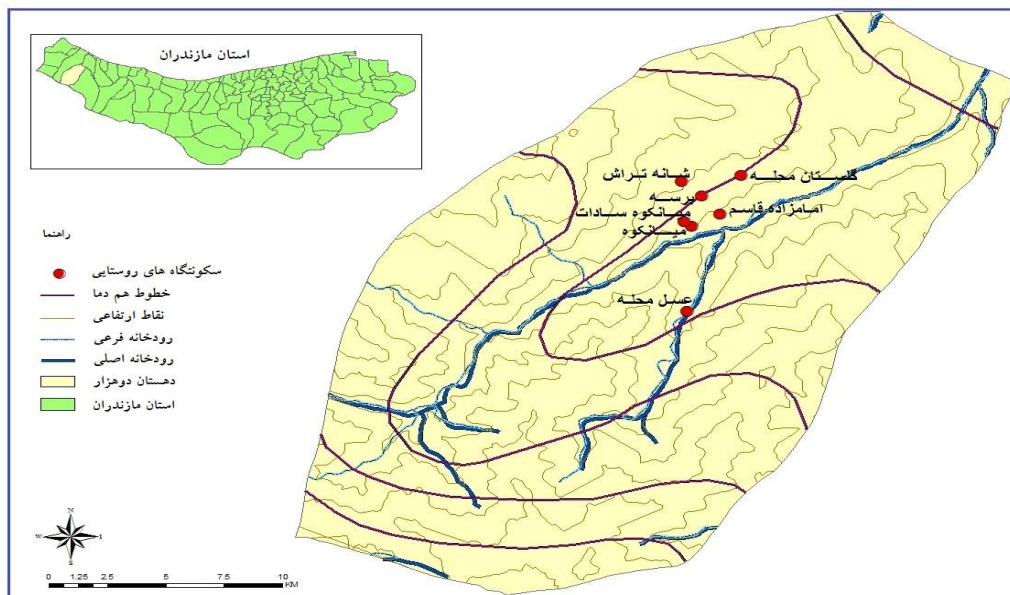 استان مازندران
شانه تراش
گلستان محله
برسه
امامزاده قاسم
میانکوه سادات
میانکوه
عسل محله
راهنما
سکونتگاه های روستایی
خطوط هم دما
نقاط ارتفاعی
رودخانه فرعی
رودخانه اصلی
دهستان دوهزار
استان مازندران
N
W
S
0 1.25 2.5 5 7.5 10
KM